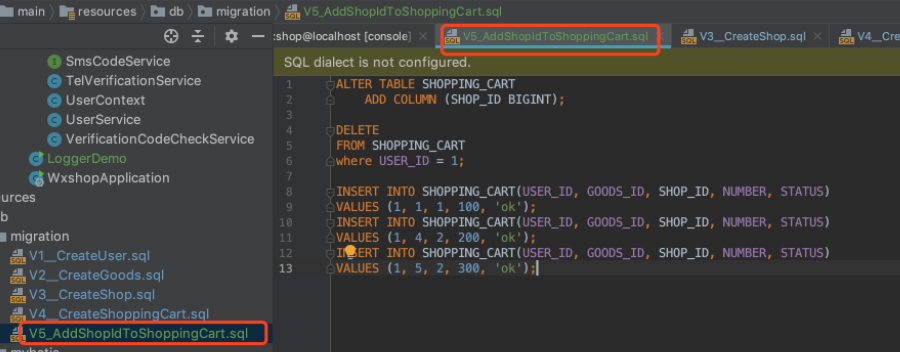 main resources db migration V5_AddShopIdToShoppingCart.sql
xshop@localhost [console] V5_AddShopIdToShoppingCart.sql V3__CreateShop.sql V4__Cre
SQL dialect is not configured.
SmsCodeService
TelVerificationService
UserContext
UserService
VerificationCodeCheckService
LoggerDemo
WxshopApplication
ources
b
migration
V1__CreateUser.sql
V2__CreateGoods.sql
V3__CreateShop.sql
V4__CreateShoppingCart.sql
V5_AddShopIdToShoppingCart.sql
1 ALTER TABLE SHOPPING_CART
2 ADD COLUMN (SHOP_ID BIGINT);
3
4 DELETE
5 FROM SHOPPING_CART
6 where USER_ID = 1;
7
8 INSERT INTO SHOPPING_CART(USER_ID, GOODS_ID, SHOP_ID, NUMBER, STATUS)
9 VALUES (1, 1, 1, 100, 'ok');
10 INSERT INTO SHOPPING_CART(USER_ID, GOODS_ID, SHOP_ID, NUMBER, STATUS)
11 VALUES (1, 4, 2, 200, 'ok');
12 INSERT INTO SHOPPING_CART(USER_ID, GOODS_ID, SHOP_ID, NUMBER, STATUS)
13 VALUES (1, 5, 2, 300, 'ok');